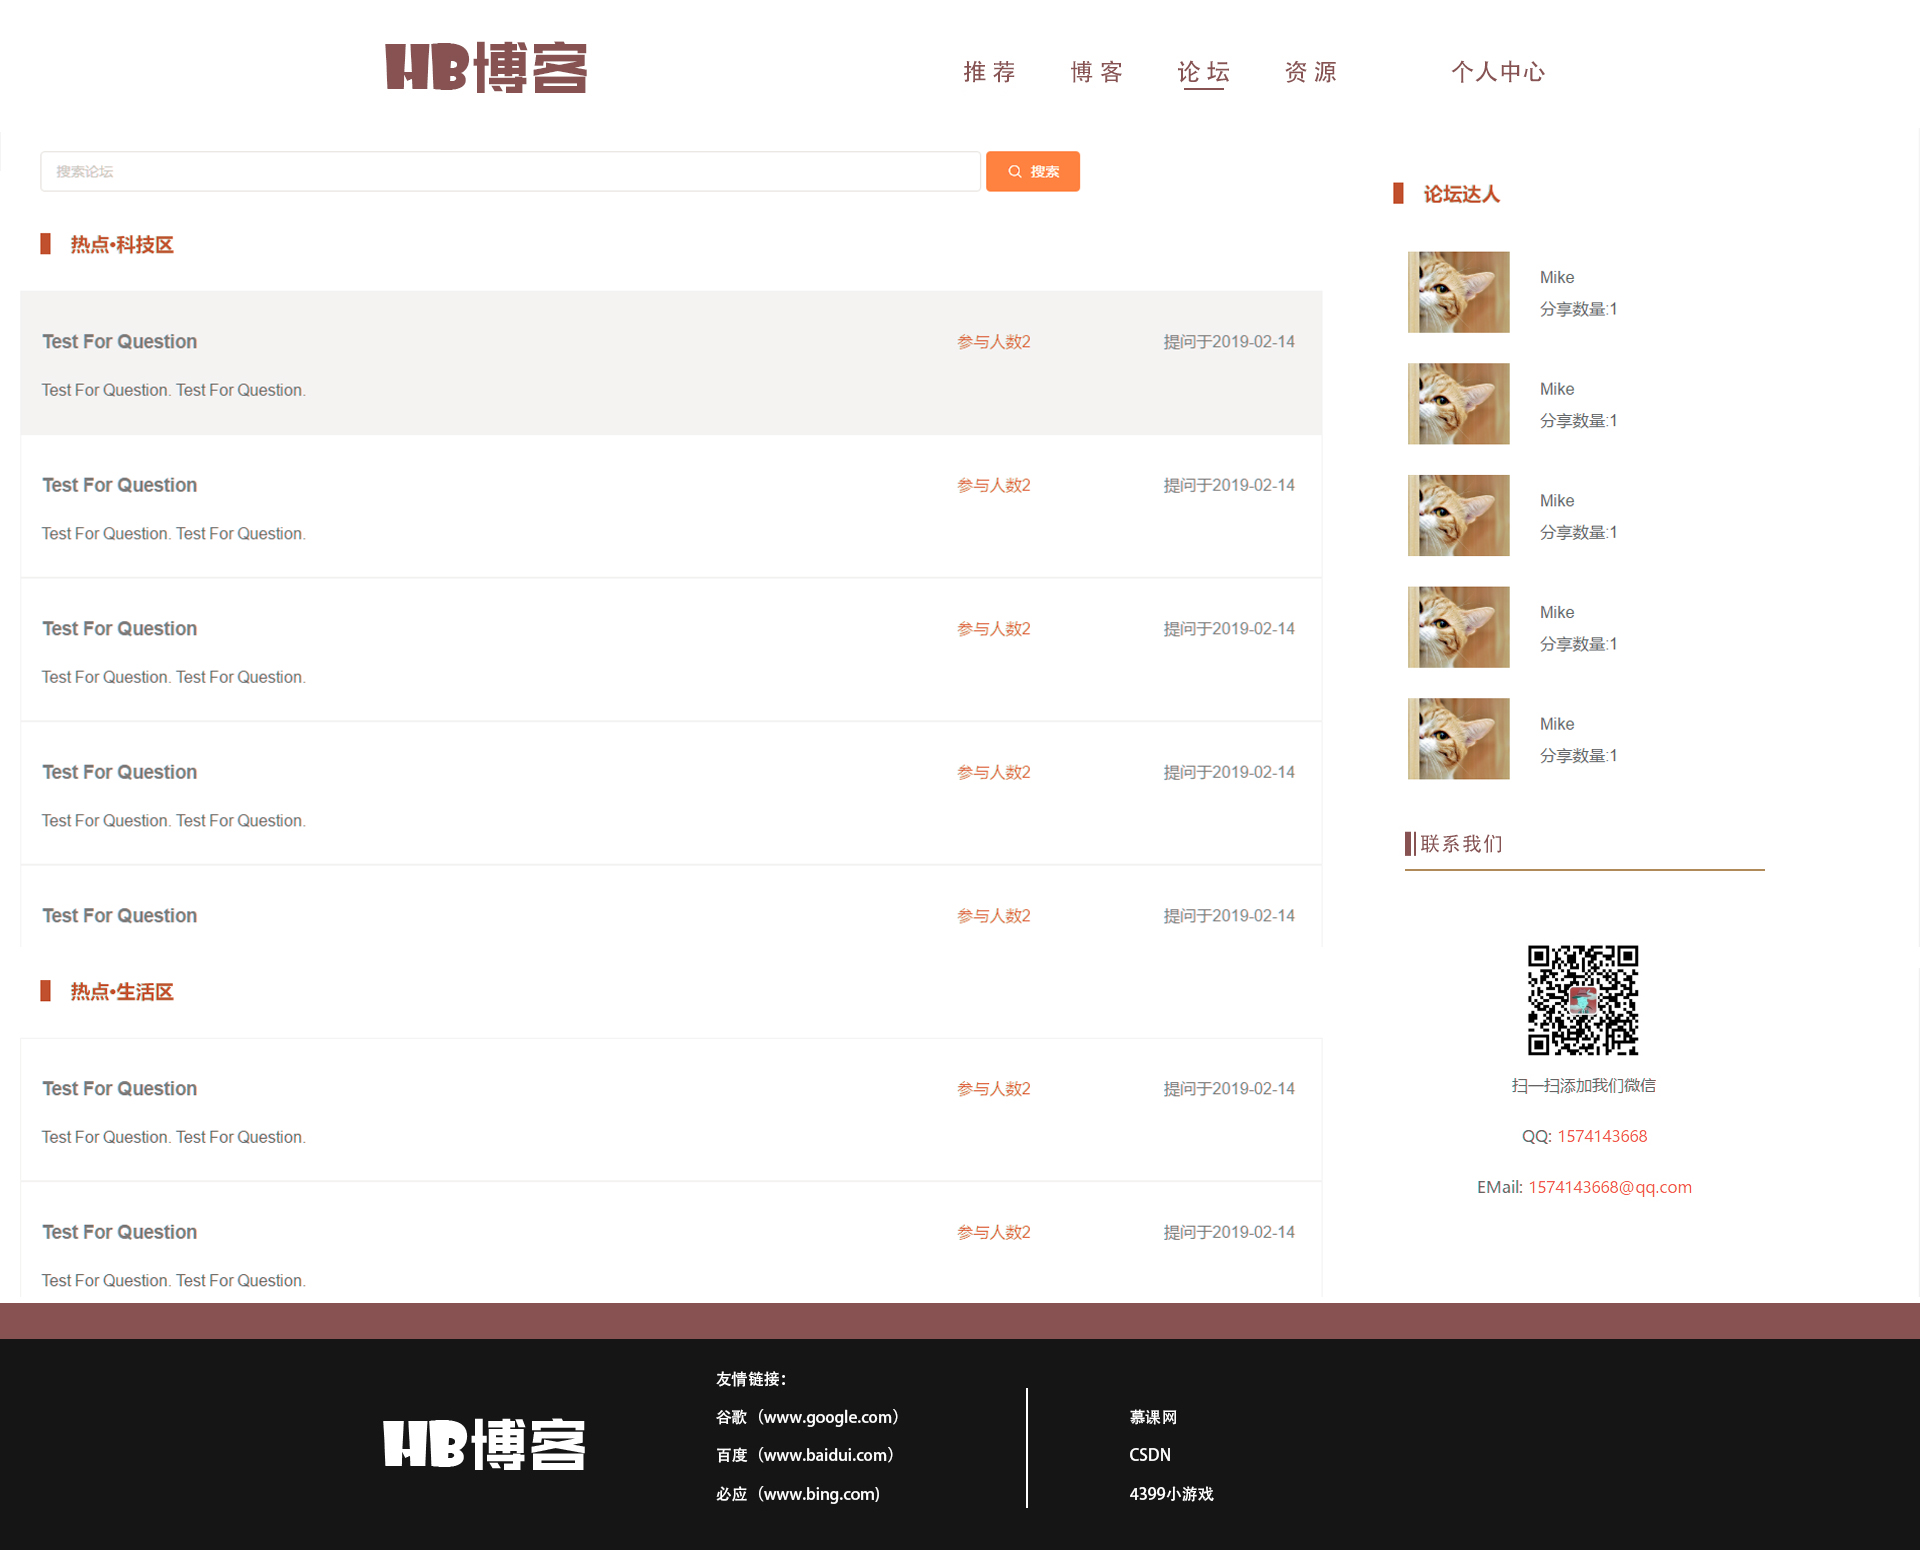 HB博客
推荐 博客 论坛 资源 个人中心
搜索论坛 搜索
热点•科技区
Test For Question 参与人数2 提问于2019-02-14
Test For Question. Test For Question.
Test For Question 参与人数2 提问于2019-02-14
Test For Question. Test For Question.
Test For Question 参与人数2 提问于2019-02-14
Test For Question. Test For Question.
Test For Question 参与人数2 提问于2019-02-14
Test For Question. Test For Question.
Test For Question 参与人数2 提问于2019-02-14
热点•生活区
Test For Question 参与人数2 提问于2019-02-14
Test For Question. Test For Question.
Test For Question 参与人数2 提问于2019-02-14
Test For Question. Test For Question.
论坛达人
Mike
分享数量:1
Mike
分享数量:1
Mike
分享数量:1
Mike
分享数量:1
Mike
分享数量:1
联系我们
扫一扫添加我们微信
QQ: 1574143668
EMail: 1574143668@qq.com
HB博客
友情链接：
谷歌（www.google.com）
百度（www.baidui.com）
必应（www.bing.com)
慕课网
CSDN
4399小游戏